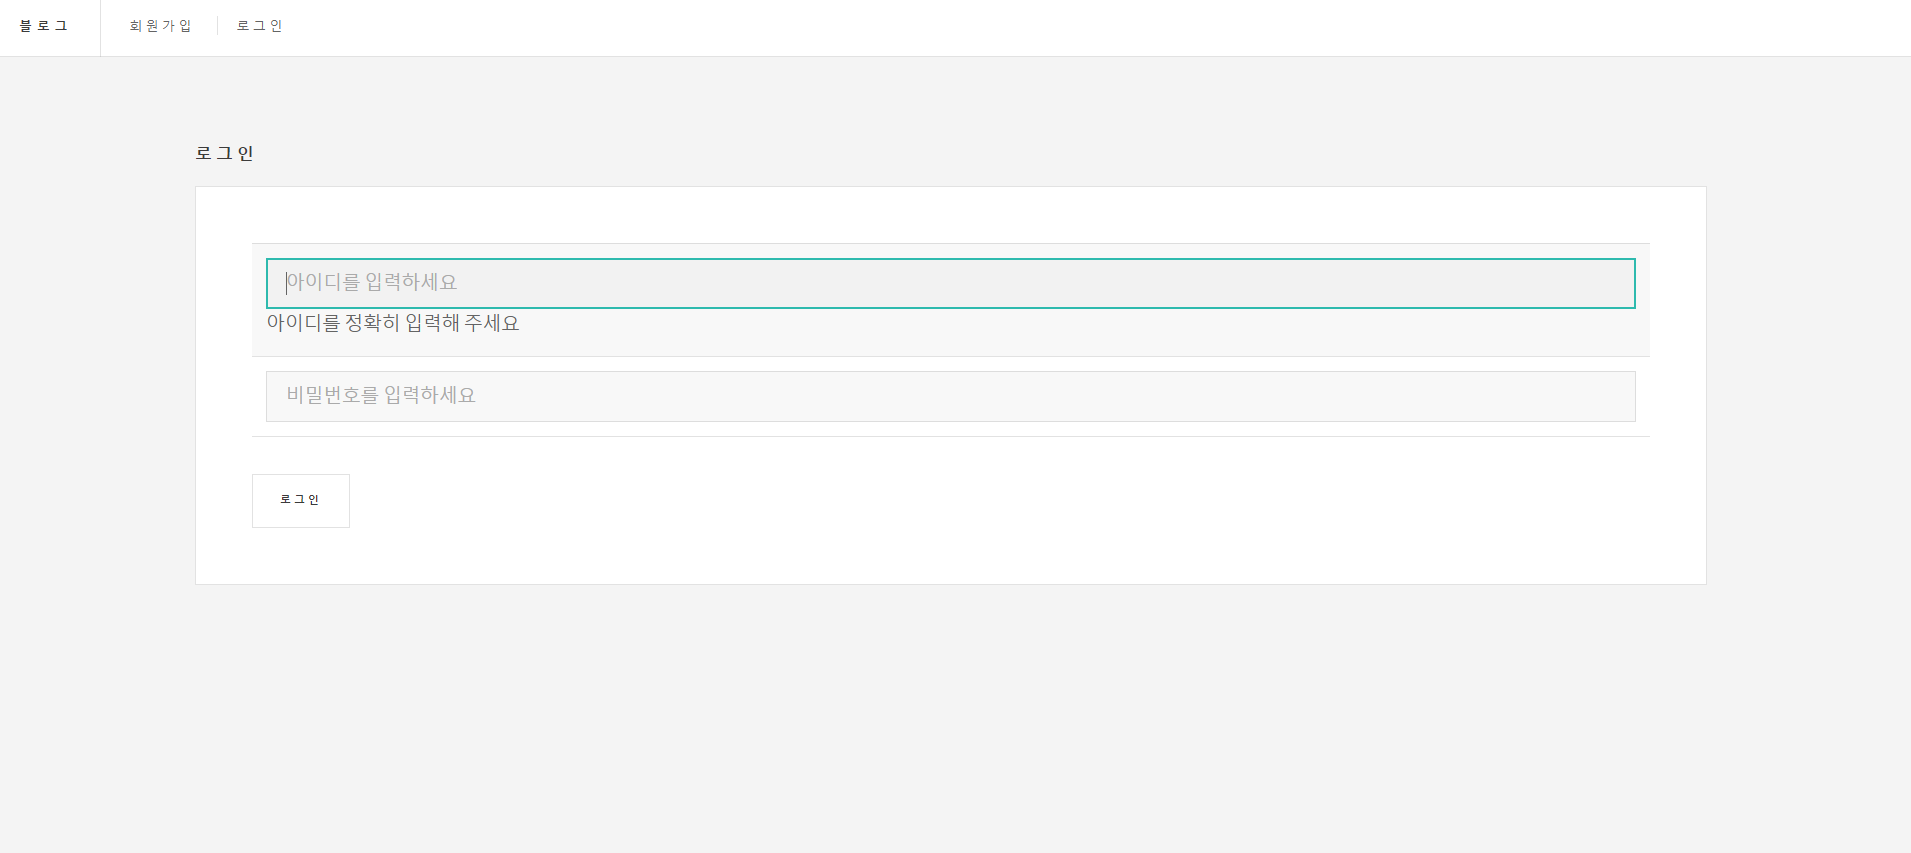 블로그 회원가입 로그인
로그인
아이디를 입력하세요
아이디를 정확히 입력해 주세요
비밀번호를 입력하세요
로그인